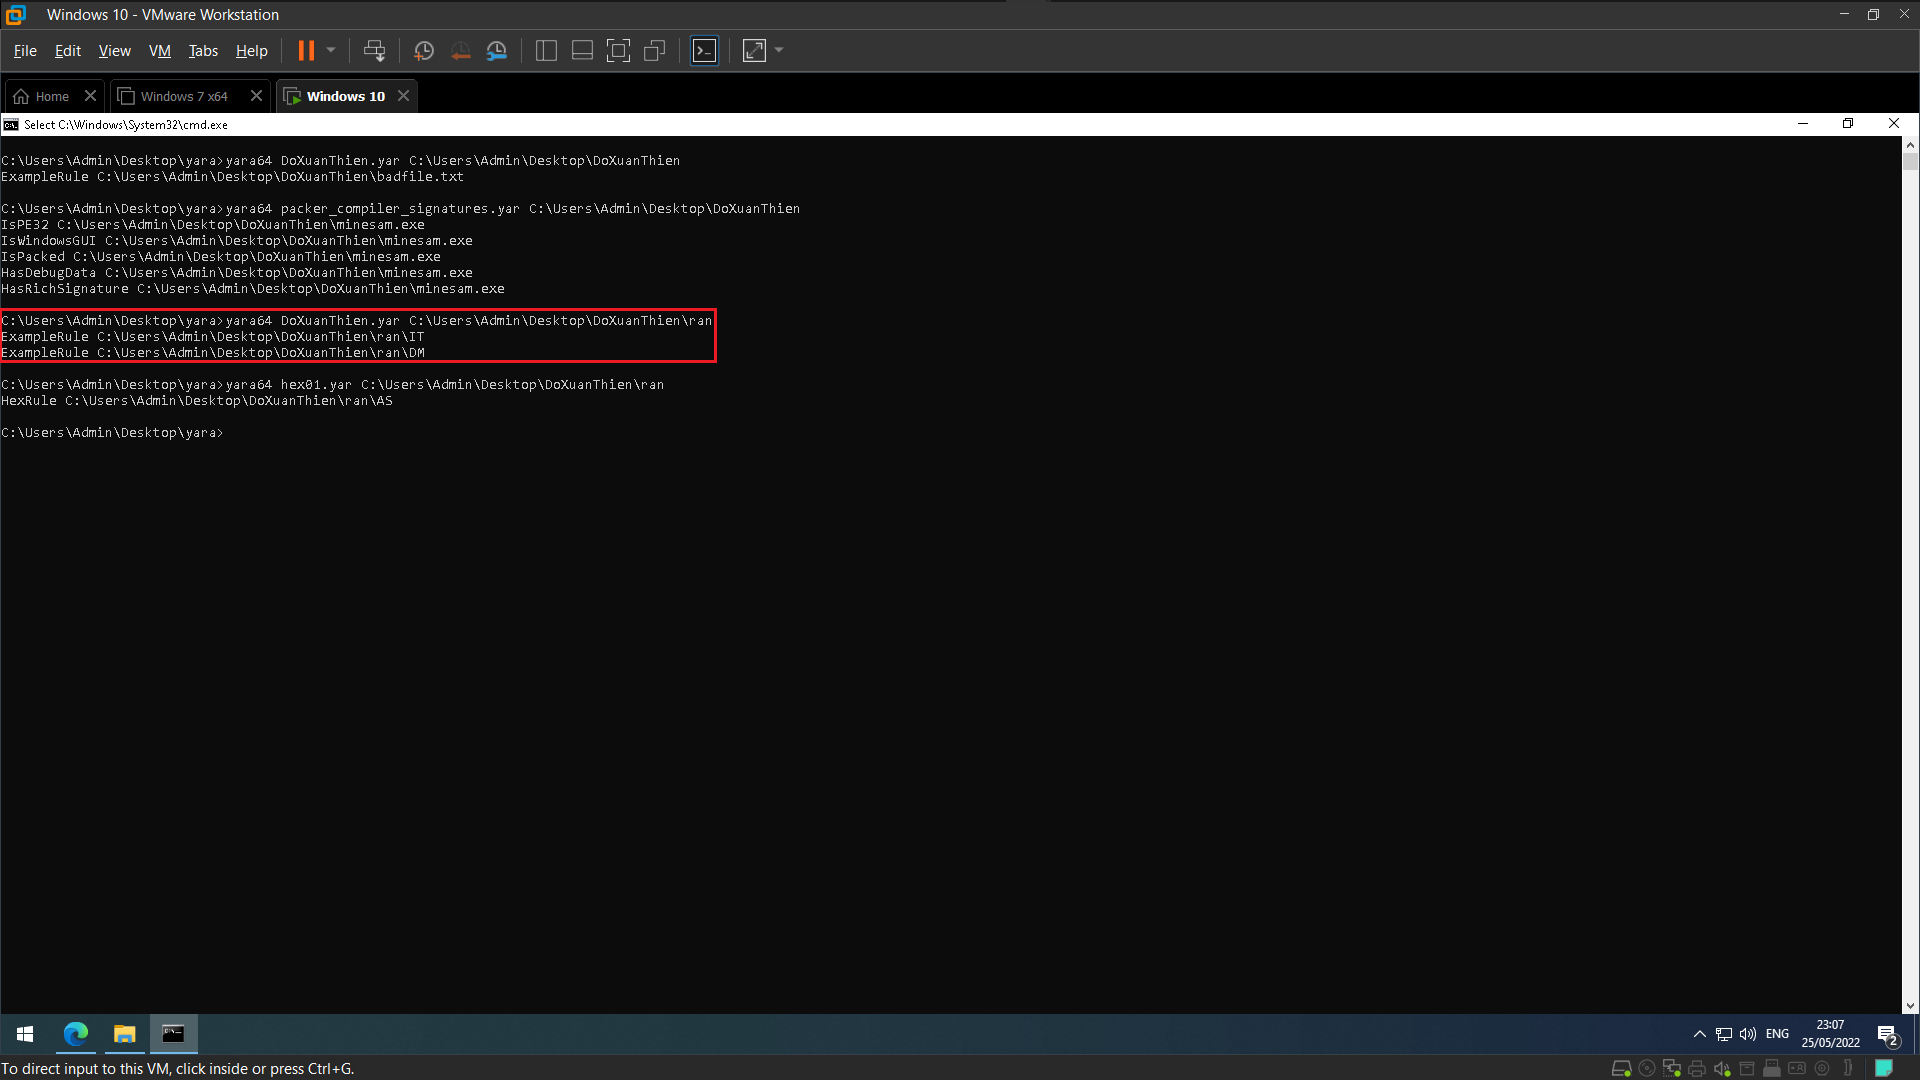 Windows 10 - VMware Workstation
File Edit View VM Tabs Help
Home Windows 7 x64 Windows 10
Select C:\Windows\System32\cmd.exe
C:\Users\Admin\Desktop\yara>yara64 DoXuanThien.yar C:\Users\Admin\Desktop\DoXuanThien
ExampleRule C:\Users\Admin\Desktop\DoXuanThien\badfile.txt
C:\Users\Admin\Desktop\yara>yara64 packer_compiler_signatures.yar C:\Users\Admin\Desktop\DoXuanThien
IsPE32 C:\Users\Admin\Desktop\DoXuanThien\minesam.exe
IsWindowsGUI C:\Users\Admin\Desktop\DoXuanThien\minesam.exe
IsPacked C:\Users\Admin\Desktop\DoXuanThien\minesam.exe
HasDebugData C:\Users\Admin\Desktop\DoXuanThien\minesam.exe
HasRichSignature C:\Users\Admin\Desktop\DoXuanThien\minesam.exe
C:\Users\Admin\Desktop\yara>yara64 DoXuanThien.yar C:\Users\Admin\Desktop\DoXuanThien\ran
ExampleRule C:\Users\Admin\Desktop\DoXuanThien\ran\IT
ExampleRule C:\Users\Admin\Desktop\DoXuanThien\ran\DM
C:\Users\Admin\Desktop\yara>yara64 hex01.yar C:\Users\Admin\Desktop\DoXuanThien\ran
HexRule C:\Users\Admin\Desktop\DoXuanThien\ran\AS
C:\Users\Admin\Desktop\yara>
ENG
23:07
25/05/2022
2
To direct input to this VM, click inside or press Ctrl+G.